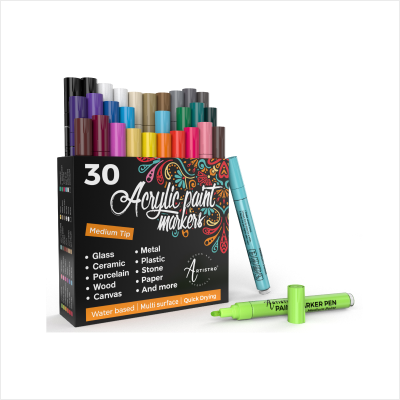 30
Acrylic paint
markers
Medium Tip
• Glass
• Ceramic
• Porcelain
• Wood
• Canvas
• Metal
• Plastic
• Stone
• Paper
• And more
ARTISTRO
Water based | Multi surface | Quick Drying
ARTISTRO
PAINT MARKER PEN